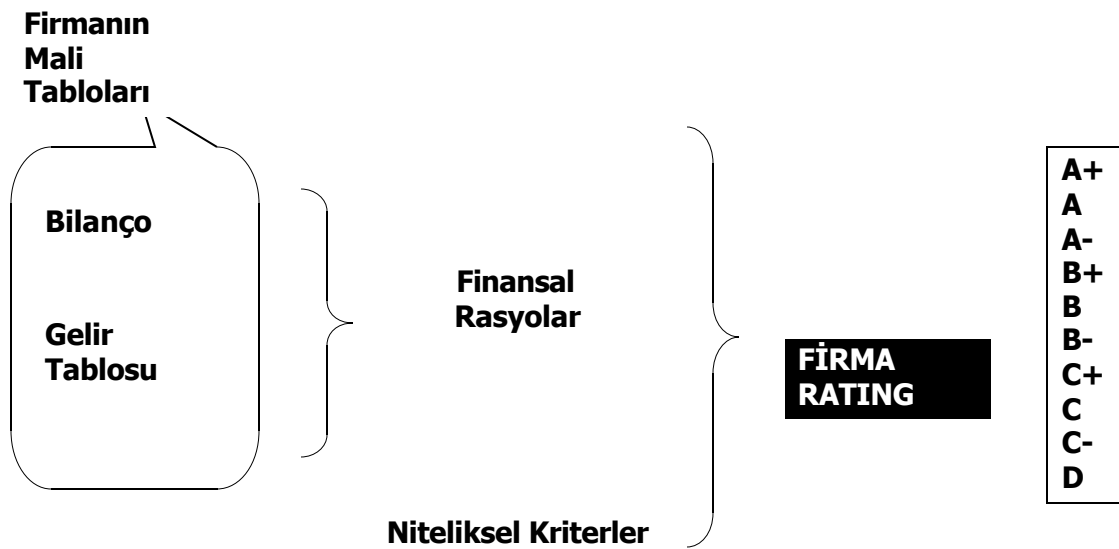 Firmanın
Mali
Tabloları
Bilanço
Gelir
Tablosu
Finansal
Rasyolar
Niteliksel Kriterler
FİRMA
RATING
A+
A
A-
B+
B
B-
C+
C
C-
D